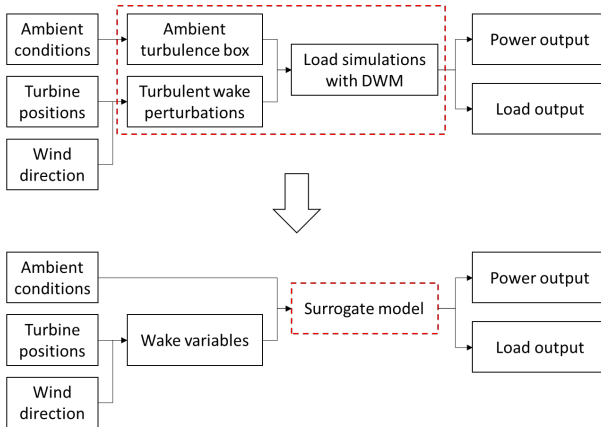 Ambient
conditions
Turbine
positions
Wind
direction
Ambient
turbulence box
Turbulent wake
perturbations
Load simulations
with DWM
Power output
Load output
Ambient
conditions
Turbine
positions
Wind
direction
Wake variables
Surrogate model
Power output
Load output